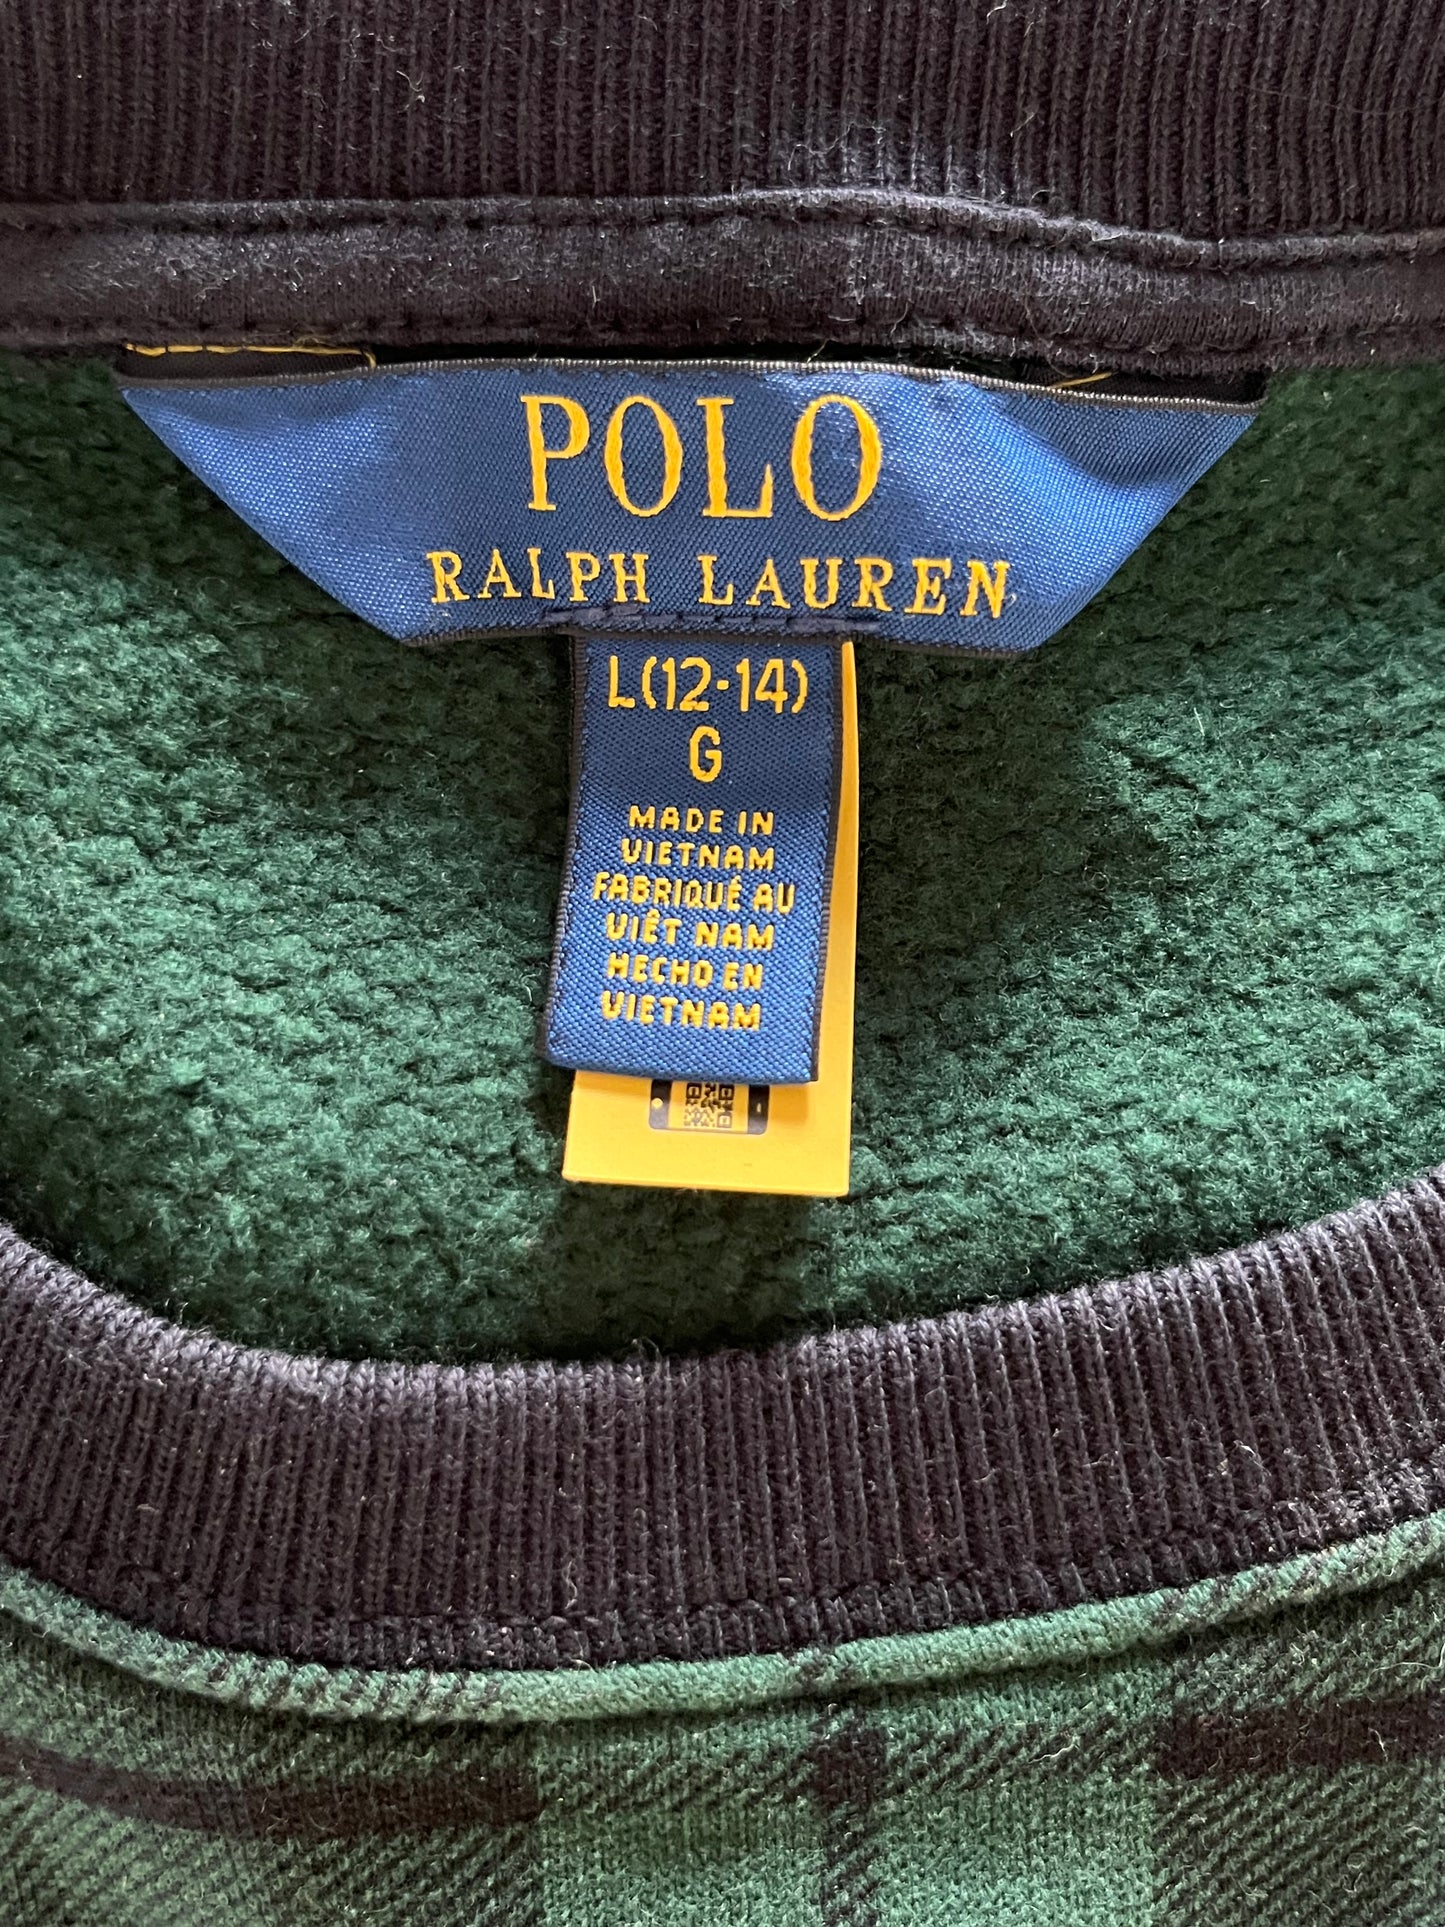 POLO
RALPH LAUREN
L(12-14)
G
MADE IN
VIETNAM
FABRIQUÉ AU
VIÊT NAM
HECHO EN
VIETNAM